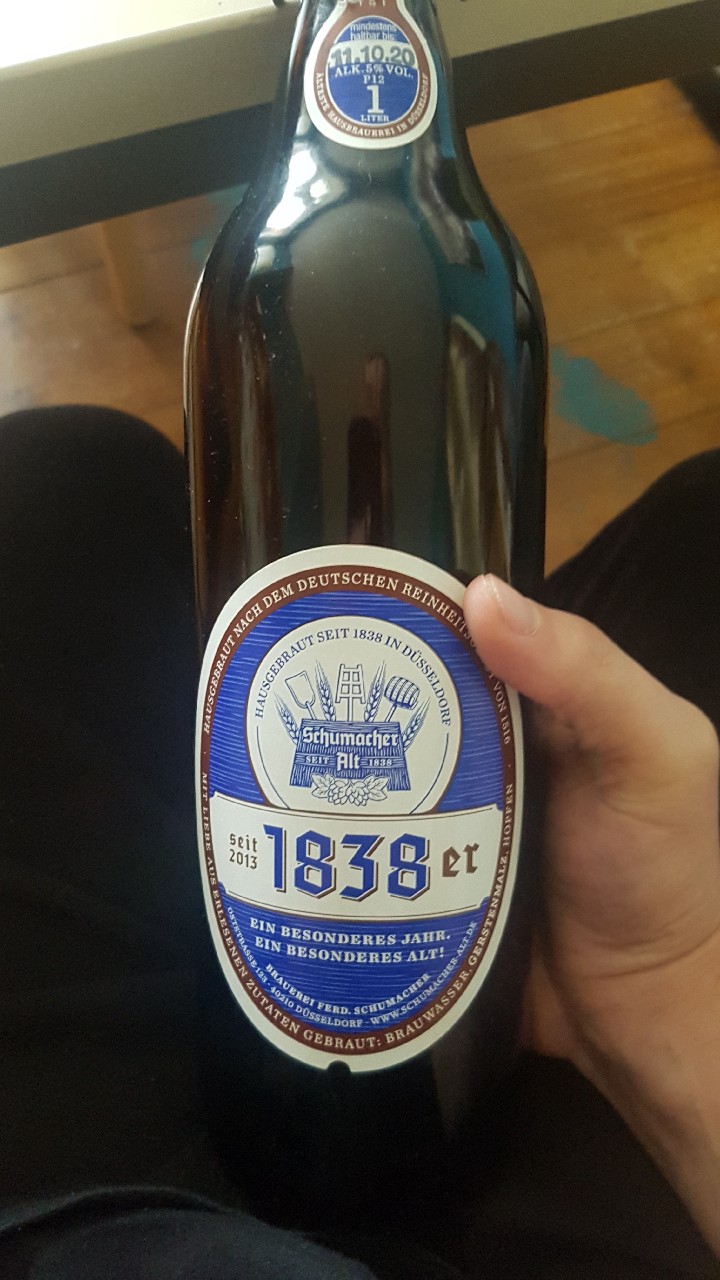 mindestens
haltbar bis:
11.10.20
ALK. 5% VOL.
P12
1
LITER
ÄLTESTE HAUSBRAUEREI IN DÜSSELDORF
HAUSGEBRAUT NACH DEM DEUTSCHEN VON 1516
HAUSGEBRAUT SEIT 1838 IN DÜSSELDORF
Schumacher
Alt
SEIT 1838
seit
2013
1838er
EIN BESONDERES JAHR.
EIN BESONDERES ALT!
BRAUEREI FERD. SCHUMACHER
OSTSTRASSE 123 · 40210 DÜSSELDORF · WWW.SCHUMACHER-ALT.DE
· MIT LIEBE AUS ERLESENEN ZUTATEN GEBRAUT: BRAUWASSER, GERSTENMALZ, HOPFEN ·